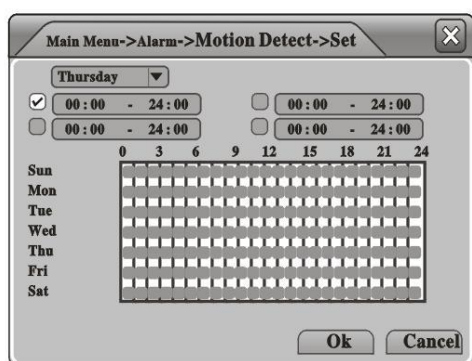 Main Menu->Alarm->Motion Detect->Set
Thursday
00:00 - 24:00 00:00 - 24:00
00:00 - 24:00 00:00 - 24:00
0 3 6 9 12 15 18 21 24
Sun
Mon
Tue
Wed
Thu
Fri
Sat
Ok Cancel